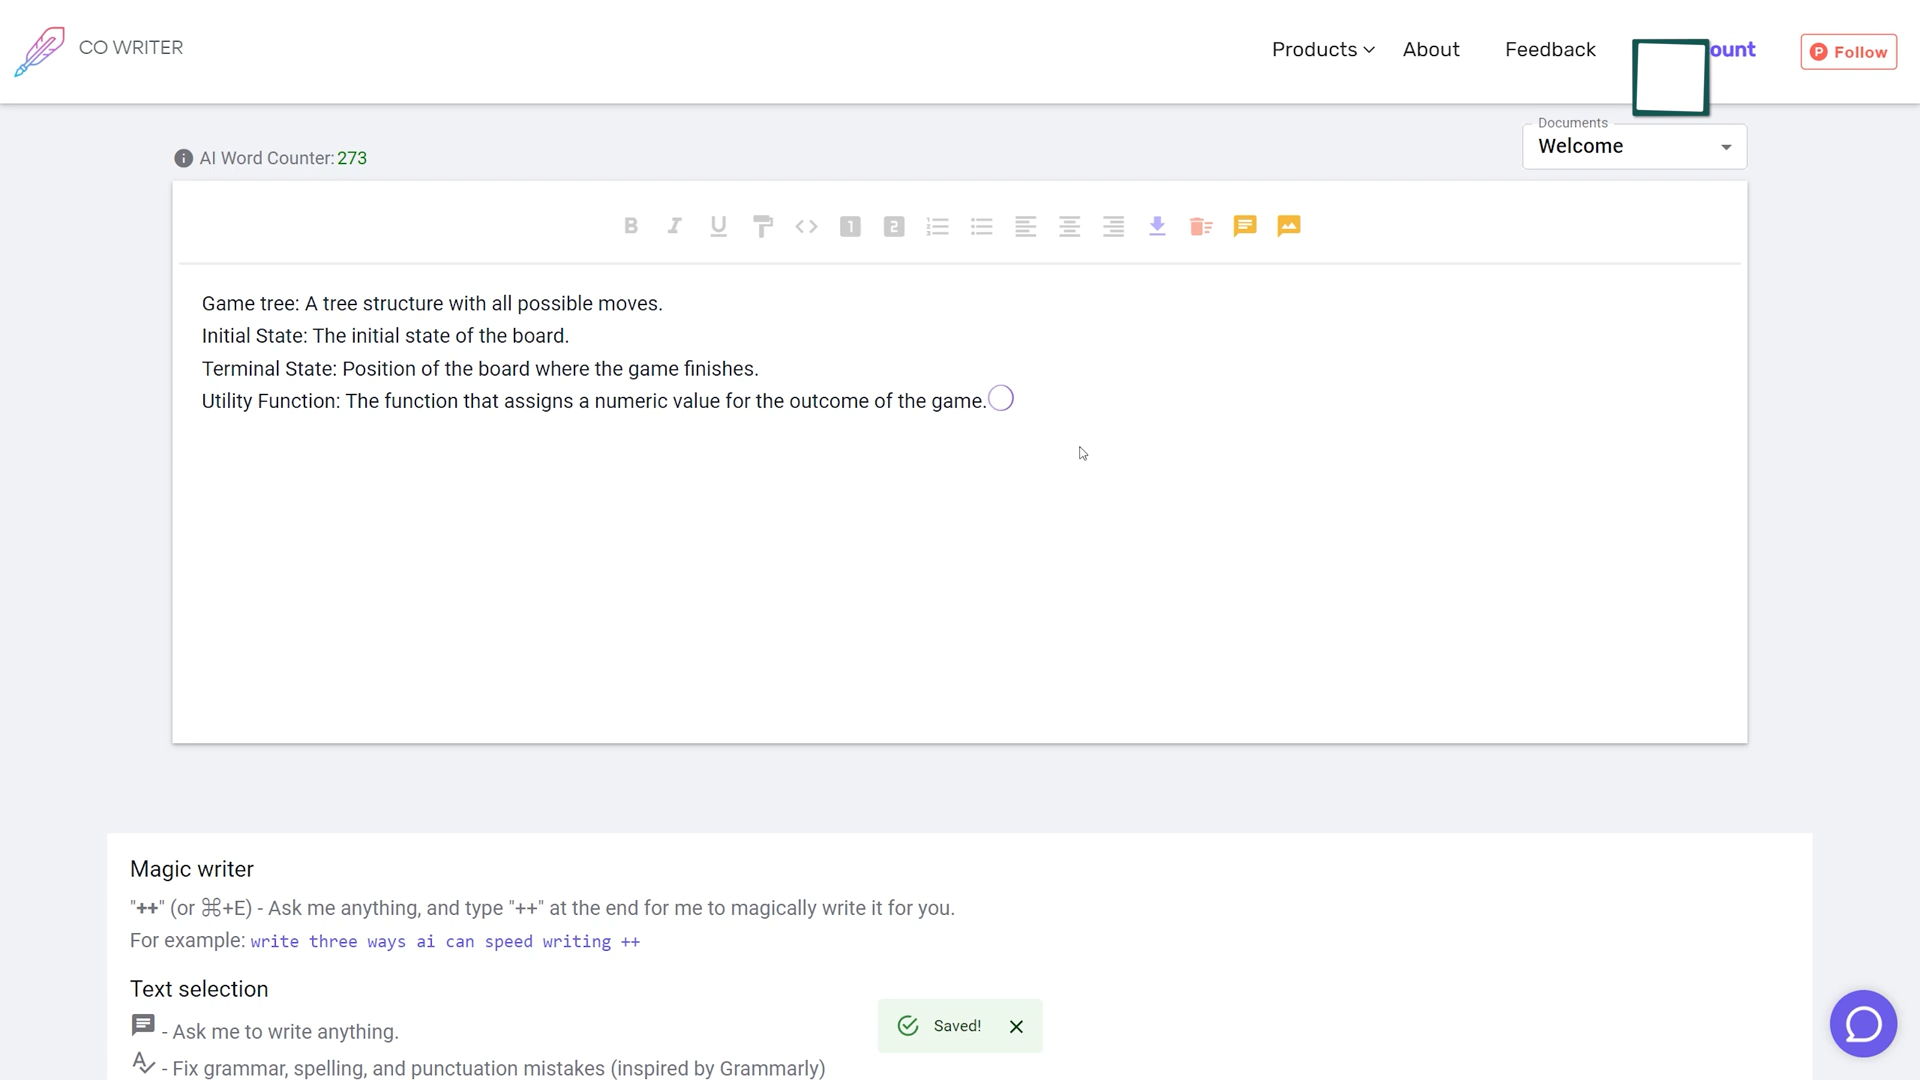 CO WRITER
Products
About
Feedback
ount
Follow
AI Word Counter: 273
Documents
Welcome
Game tree: A tree structure with all possible moves.
Initial State: The initial state of the board.
Terminal State: Position of the board where the game finishes.
Utility Function: The function that assigns a numeric value for the outcome of the game.
Magic writer
"++" (or ⌘+E) - Ask me anything, and type "++" at the end for me to magically write it for you.
For example: write three ways ai can speed writing ++
Text selection
- Ask me to write anything.
Saved!
- Fix grammar, spelling, and punctuation mistakes (inspired by Grammarly)